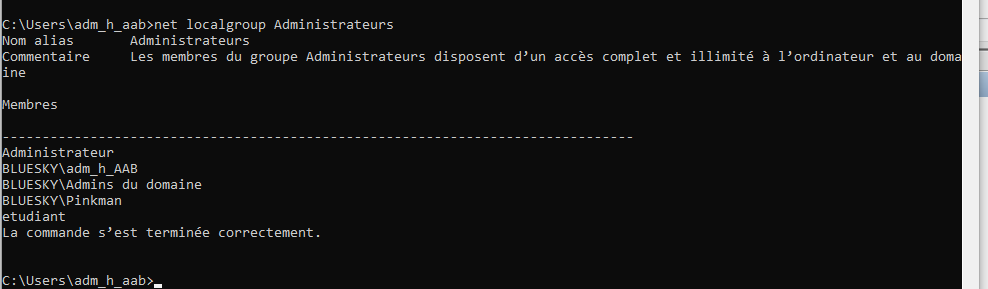 C:\Users\adm_h_aab>net localgroup Administrateurs
Nom alias       Administrateurs
Commentaire     Les membres du groupe Administrateurs disposent d’un accès complet et illimité à l’ordinateur et au doma
ine
Membres
-------------------------------------------------------------------------------
Administrateur
BLUESKY\adm_h_AAB
BLUESKY\Admins du domaine
BLUESKY\Pinkman
etudiant
La commande s’est terminée correctement.
C:\Users\adm_h_aab>